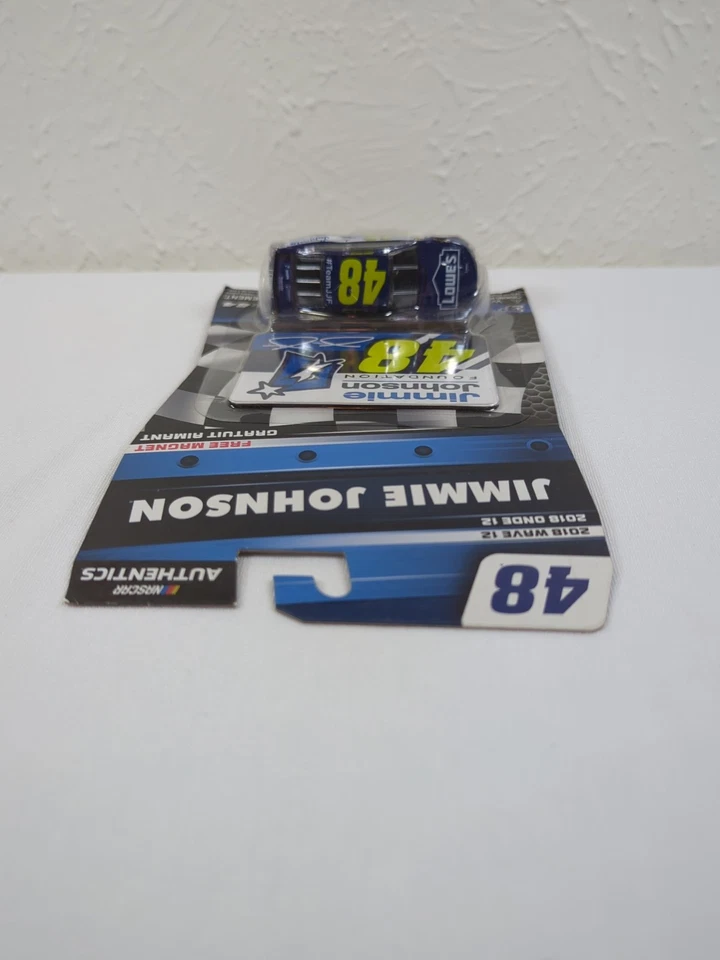 48
NASCAR
AUTHENTICS
2018 WAVE 12
2018 ONDE 12
JIMMIE JOHNSON
FREE MAGNET
GRATUIT AIMANT
Jimmie
Johnson
FOUNDATION
48
#TeamJJF
48
LOWE'S